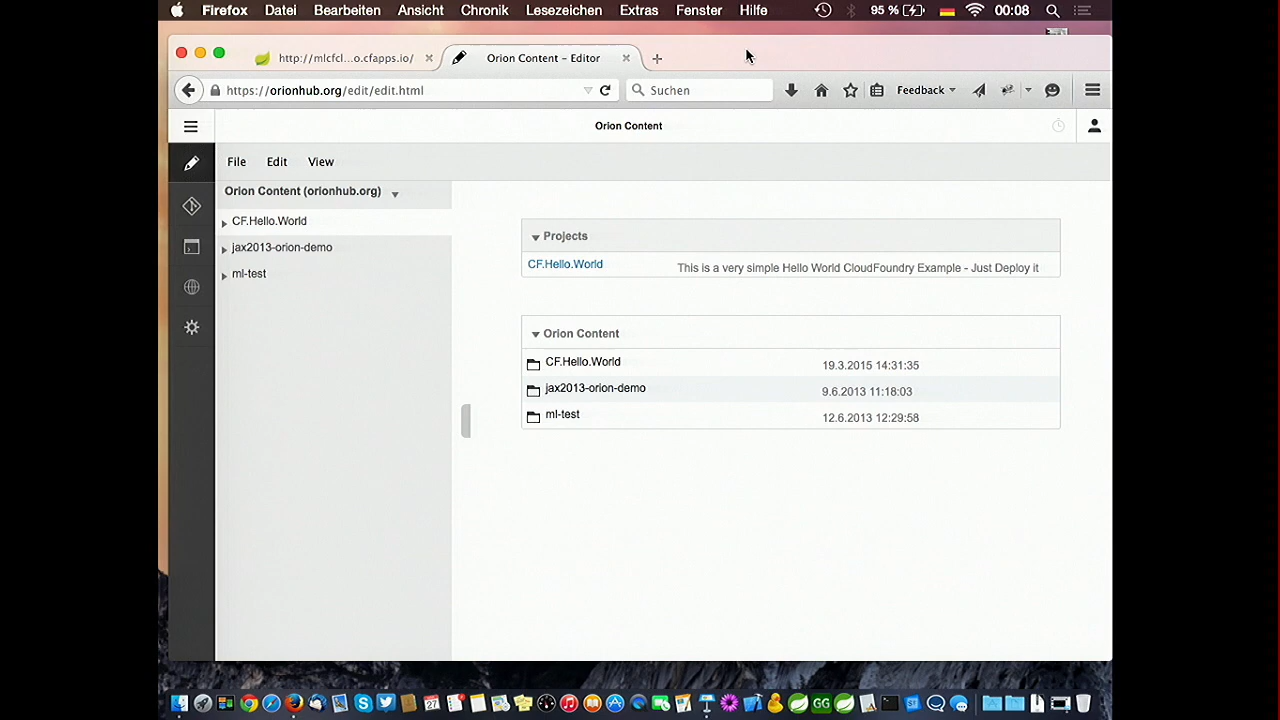 Firefox Datei Bearbeiten Ansicht Chronik Lesezeichen Extras Fenster Hilfe 95 % 00:08
http://mlcfcl...o.cfapps.io/ Orion Content – Editor
https://orionhub.org/edit/edit.html Suchen Feedback
Orion Content
File Edit View
Orion Content (orionhub.org)
CF.Hello.World
jax2013-orion-demo
ml-test
Projects
CF.Hello.World This is a very simple Hello World CloudFoundry Example - Just Deploy it
Orion Content
CF.Hello.World 19.3.2015 14:31:35
jax2013-orion-demo 9.6.2013 11:18:03
ml-test 12.6.2013 12:29:58
27 GG